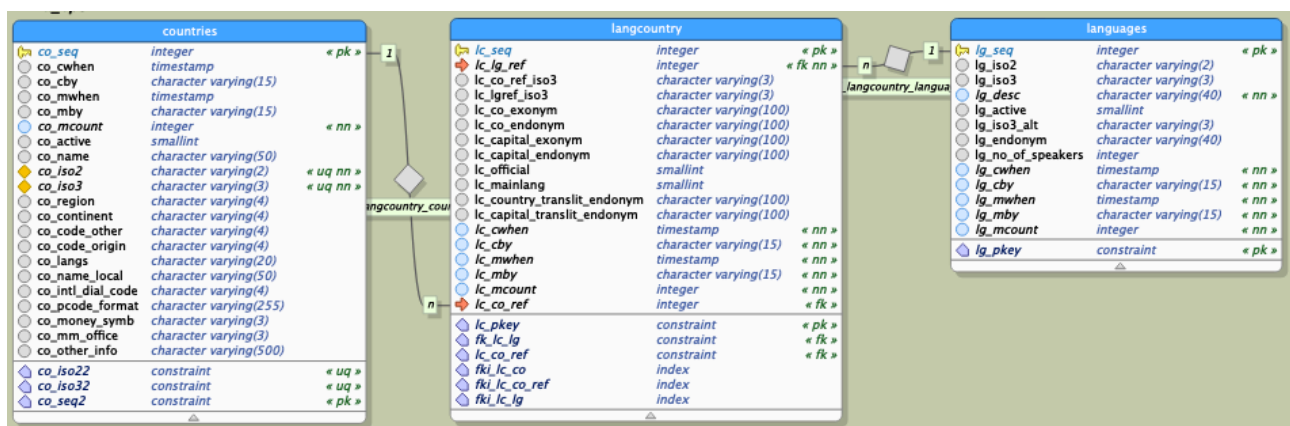 countries
co_seq integer « pk »
co_cwhen timestamp
co_cby character varying(15)
co_mwhen timestamp
co_mby character varying(15)
co_mcount integer « nn »
co_active smallint
co_name character varying(50)
co_iso2 character varying(2) « uq nn »
co_iso3 character varying(3) « uq nn »
co_region character varying(4)
co_continent character varying(4)
co_code_other character varying(4)
co_code_origin character varying(4)
co_langs character varying(20)
co_name_local character varying(50)
co_intl_dial_code character varying(4)
co_pcode_format character varying(255)
co_money_symb character varying(3)
co_mm_office character varying(3)
co_other_info character varying(500)
co_iso22 constraint « uq »
co_iso32 constraint « uq »
co_seq2 constraint « pk »
1
n
angcountry_cou
langcountry
lc_seq integer « pk »
lc_lg_ref integer « fk nn »
lc_co_ref_iso3 character varying(3)
lc_lgref_iso3 character varying(3)
lc_co_exonym character varying(100)
lc_co_endonym character varying(100)
lc_capital_exonym character varying(100)
lc_capital_endonym character varying(100)
lc_official smallint
lc_mainlang smallint
lc_country_translit_endonym character varying(100)
lc_capital_translit_endonym character varying(100)
lc_cwhen timestamp « nn »
lc_cby character varying(15) « nn »
lc_mwhen timestamp « nn »
lc_mby character varying(15) « nn »
lc_mcount integer « nn »
lc_co_ref integer « fk »
lc_pkey constraint « pk »
fk_lc_lg constraint « fk »
lc_co_ref constraint « fk »
fki_lc_co index
fki_lc_co_ref index
fki_lc_lg index
n
1
_langcountry_langua
languages
lg_seq integer « pk »
lg_iso2 character varying(2)
lg_iso3 character varying(3)
lg_desc character varying(40) « nn »
lg_active smallint
lg_iso3_alt character varying(3)
lg_endonym character varying(40)
lg_no_of_speakers integer
lg_cwhen timestamp « nn »
lg_cby character varying(15) « nn »
lg_mwhen timestamp « nn »
lg_mby character varying(15) « nn »
lg_mcount integer « nn »
lg_pkey constraint « pk »